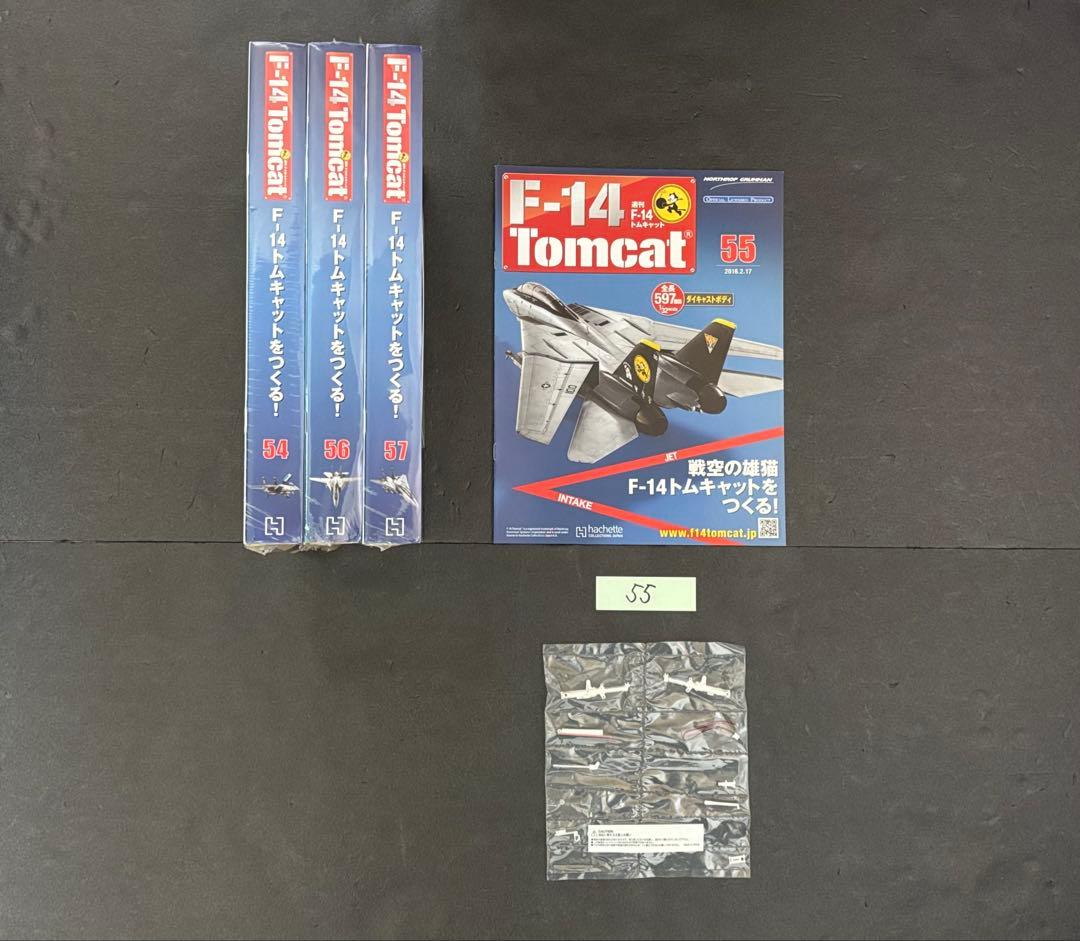 F-14 Tomcat
F-14トムキャットをつくる!
54
F-14 Tomcat
F-14トムキャットをつくる!
56
F-14 Tomcat
F-14トムキャットをつくる!
57
NORTHROP GRUMMAN
OFFICIAL LICENSED PRODUCT
F-14
週刊
F-14
トムキャット
Tomcat®
55
2016.2.17
全長
597mm
1/32scale
ダイキャストボディ
JET
INTAKE
戦空の雄猫
F-14トムキャットを
つくる!
hachette
COLLECTIONS JAPAN
www.f14tomcat.jp
55
CAUTION